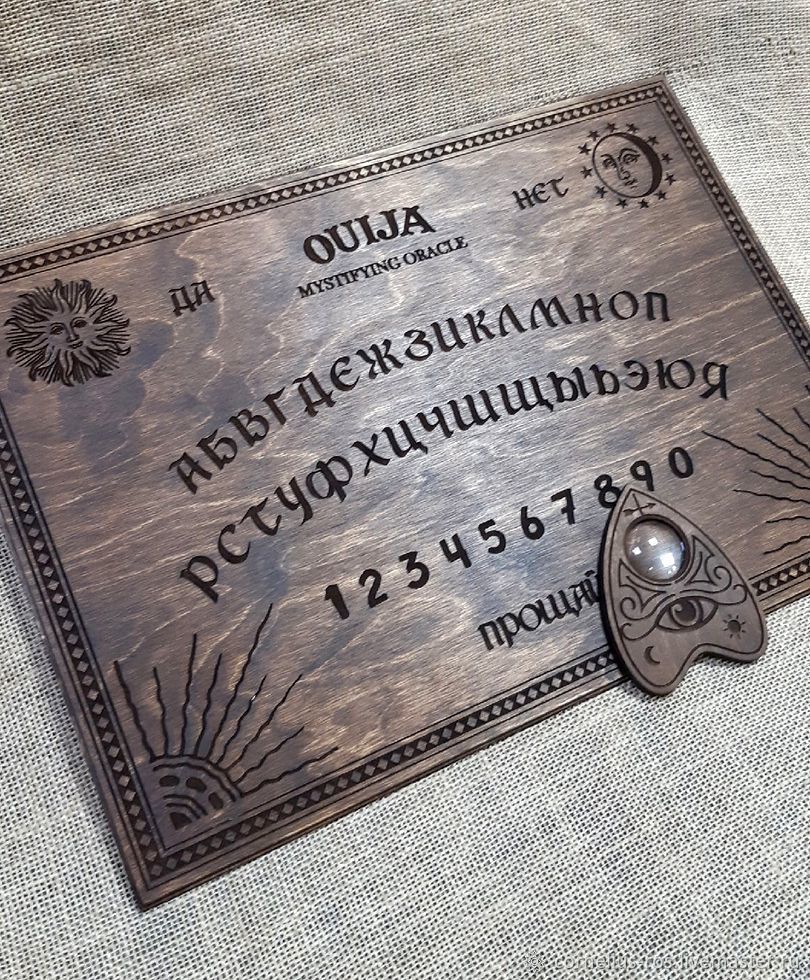 OUIJA
НЕТ
ДА
MYSTIFYING ORACLE
АБВГДЕЖЗИКЛМНОП
РСТУФХЦЧШЩЫЬЭЮЯ
1234567890
ПРОЩАЙ